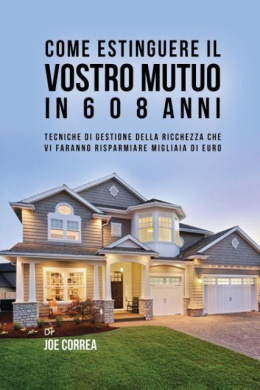 COME ESTINGUERE IL
VOSTRO MUTUO
IN 6 O 8 ANNI
TECNICHE DI GESTIONE DELLA RICCHEZZA CHE
VI FARANNO RISPARMIARE MIGLIAIA DI EURO
DI
JOE CORREA